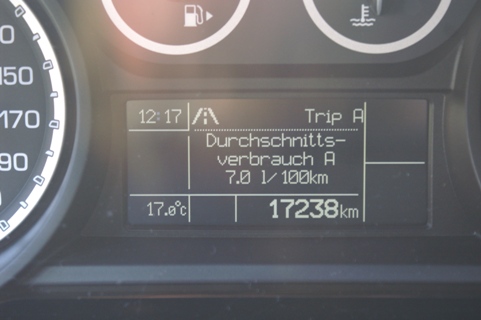 150
170
190
12:17 Trip A
Durchschnitts-
verbrauch A
7.0 l/100km
17.0°C 17238km